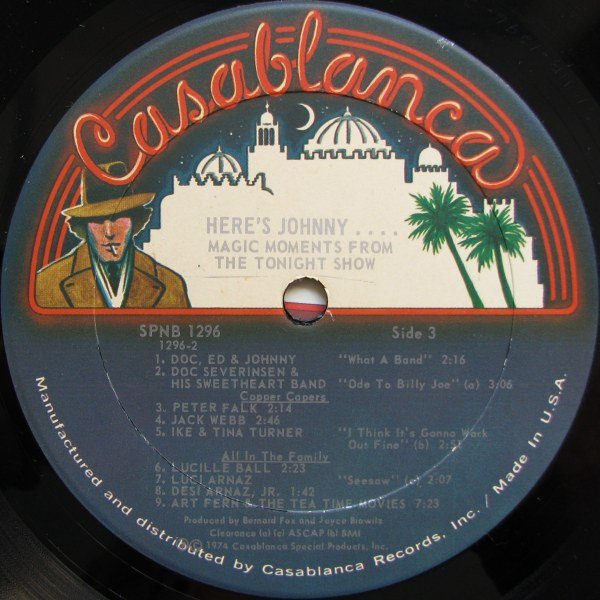 Casablanca
HERE'S JOHNNY . . . .
MAGIC MOMENTS FROM
THE TONIGHT SHOW
SPNB 1296 Side 3
1296-2
1. DOC, ED & JOHNNY "What A Band" 2:16
2. DOC SEVERINSEN &
HIS SWEETHEART BAND "Ode To Billy Joe" (a) 3:06
Copper Capers
3. PETER FALK 2:14
4. JACK WEBB 2:46
5. IKE & TINA TURNER "I Think It's Gonna Work
Out Fine" (b) 2:51
All In The Family
6. LUCILLE BALL 2:23
7. LUCI ARNAZ "Seesaw" (c) 2:07
8. DESI ARNAZ, JR. 1:42
9. ART FERN & THE TEA TIME MOVIES 7:23
Produced by Bernard Fox and Joyce Biawitz
Clearance (a) (c) ASCAP (b) BMI
℗© 1974 Casablanca Special Products, Inc.
Manufactured and distributed by Casablanca Records, Inc. / Made In U.S.A.